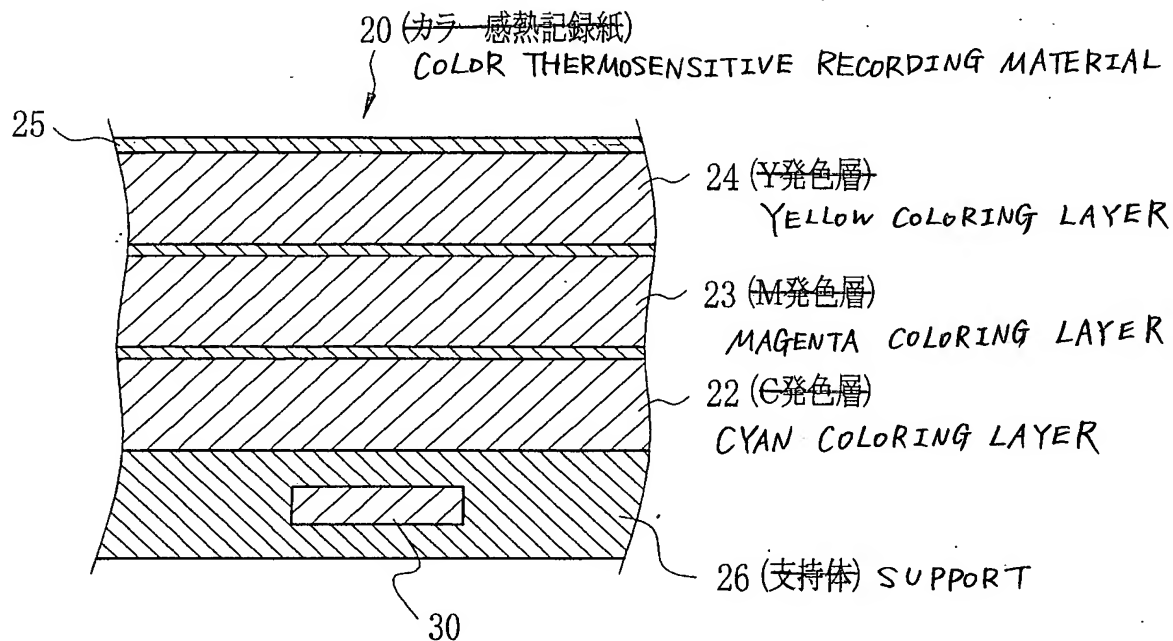 20 (カラー感熱記録紙)
COLOR THERMOSENSITIVE RECORDING MATERIAL
25
24 (Y発色層)
YELLOW COLORING LAYER
23 (M発色層)
MAGENTA COLORING LAYER
22 (C発色層)
CYAN COLORING LAYER
26 (支持体) SUPPORT
30